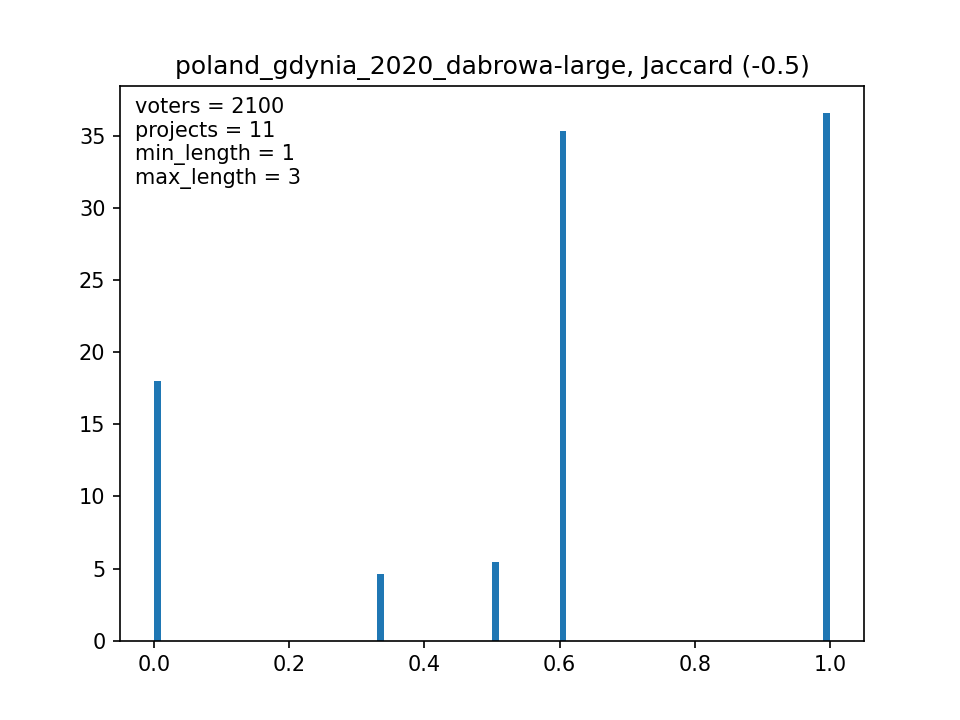 poland_gdynia_2020_dabrowa-large, Jaccard (-0.5)
voters = 2100
projects = 11
min_length = 1
max_length = 3
35
30
25
20
15
10
5
0
0.0 0.2 0.4 0.6 0.8 1.0